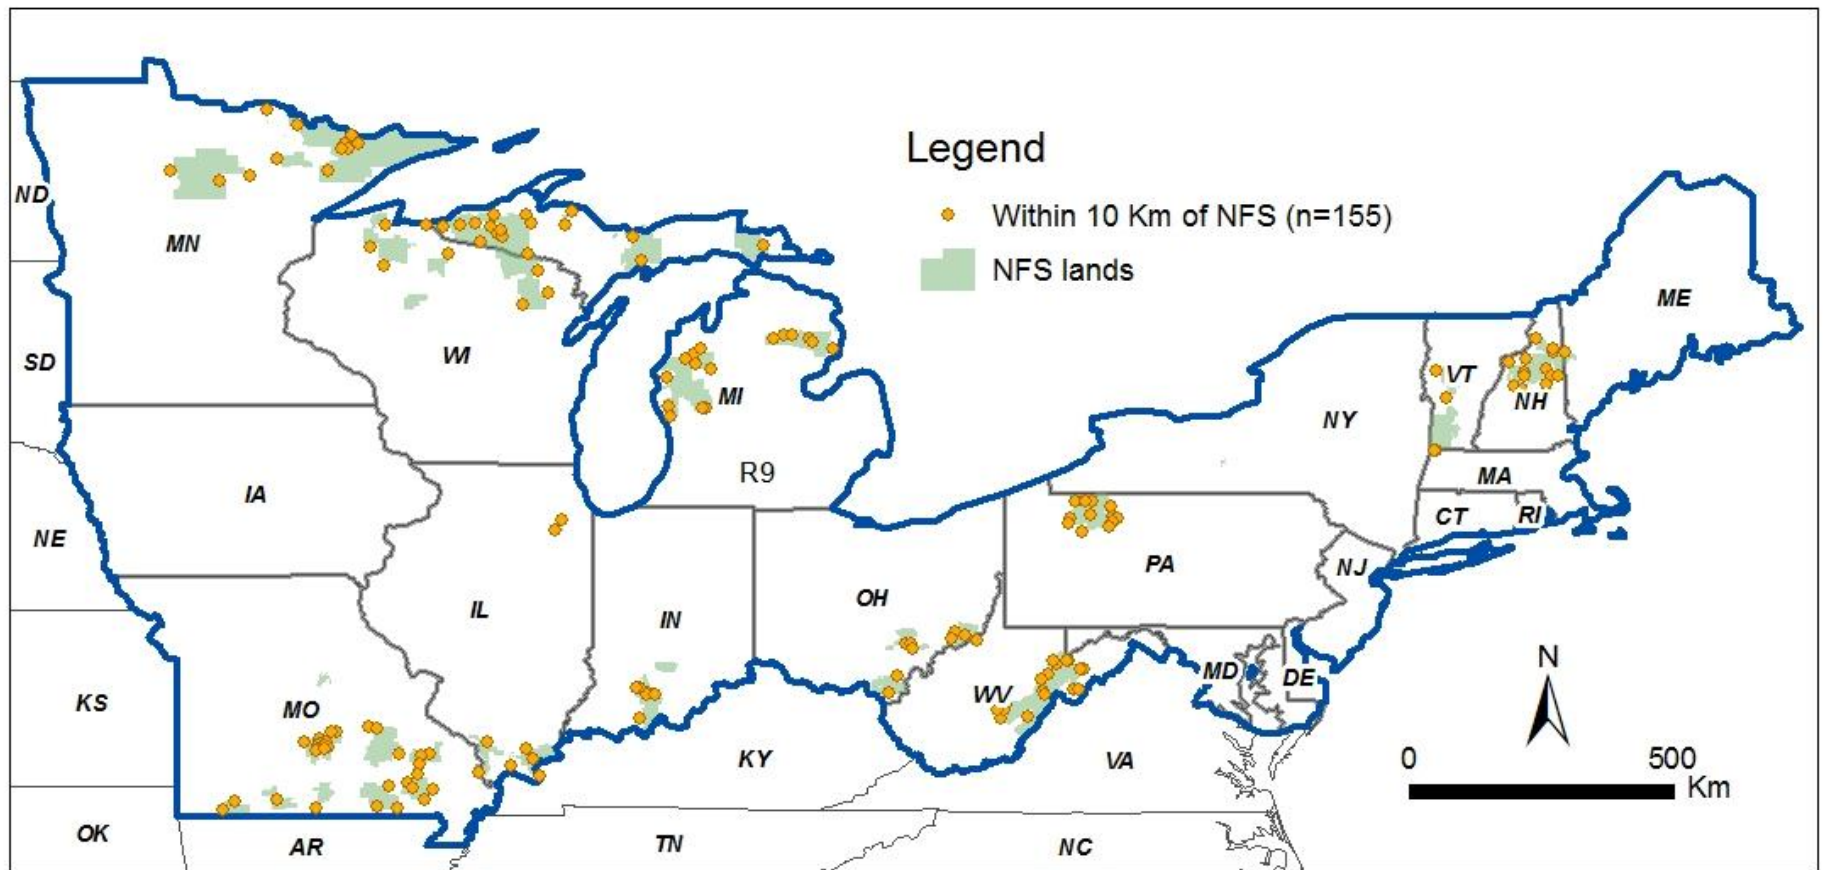 Legend
Within 10 Km of NFS (n=155)
NFS lands
ND
MN
ME
SD
WI
MI
VT
NH
NY
R9
MA
IA
CT
RI
NE
PA
NJ
OH
IL
IN
MD
DE
N
WV
KS
MO
KY
VA
0 500
Km
OK
AR
TN
NC